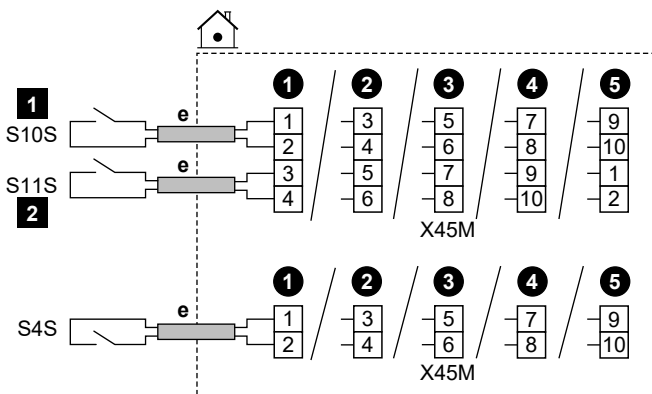 1 2 3 4 5
1
S10S
e
1 3 5 7 9
2 4 6 8 10
S11S
e
3 5 7 9 1
4 6 8 10 2
2
X45M
1 2 3 4 5
S4S
e
1 3 5 7 9
2 4 6 8 10
X45M